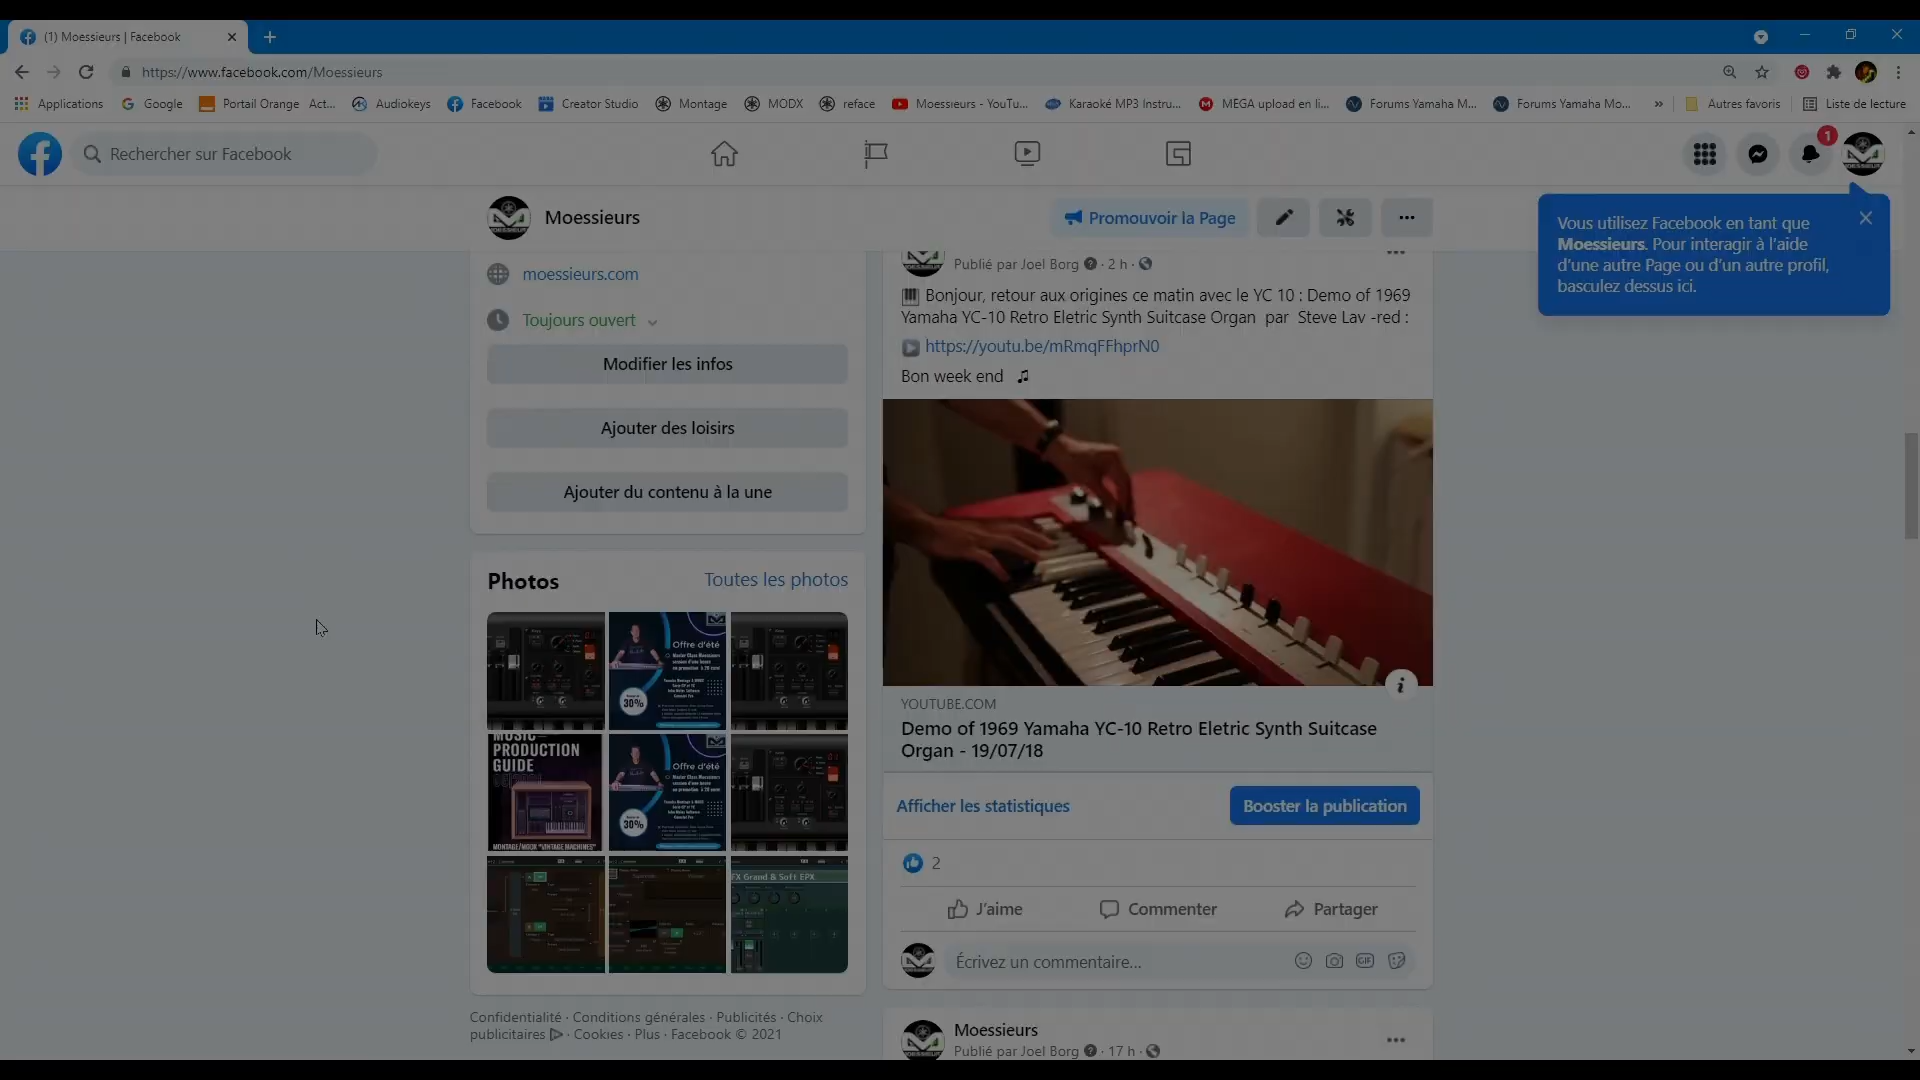 (1) Moessieurs | Facebook
https://www.facebook.com/Moessieurs
Applications
Google
Portail Orange Act...
Audiokeys
Facebook
Creator Studio
Montage
MODX
reface
Moessieurs - YouTu...
Karaoké MP3 Instru...
MEGA upload en li...
Forums Yamaha M...
Forums Yamaha Mo...
»
Autres favoris
Liste de lecture
Rechercher sur Facebook
1
Moessieurs
Promouvoir la Page
Vous utilisez Facebook en tant que
Moessieurs. Pour interagir à l'aide
d'une autre Page ou d'un autre profil,
basculez dessus ici.
moessieurs.com
Toujours ouvert
Modifier les infos
Ajouter des loisirs
Ajouter du contenu à la une
Photos
Toutes les photos
Offre d'été
30%
MUSIC
PRODUCTION
GUIDE
MONTAGE/MODX "VINTAGE MACHINES"
Offre d'été
30%
FX Grand & Soft EPX
Confidentialité · Conditions générales · Publicités · Choix
publicitaires · Cookies · Plus · Facebook © 2021
Publié par Joel Borg · 2 h ·
Bonjour, retour aux origines ce matin avec le YC 10 : Demo of 1969
Yamaha YC-10 Retro Eletric Synth Suitcase Organ par Steve Lav -red :
https://youtu.be/mRmqFFhprN0
Bon week end
YOUTUBE.COM
Demo of 1969 Yamaha YC-10 Retro Eletric Synth Suitcase
Organ - 19/07/18
Afficher les statistiques
Booster la publication
2
J'aime
Commenter
Partager
Écrivez un commentaire...
GIF
Moessieurs
Publié par Joel Borg · 17 h ·